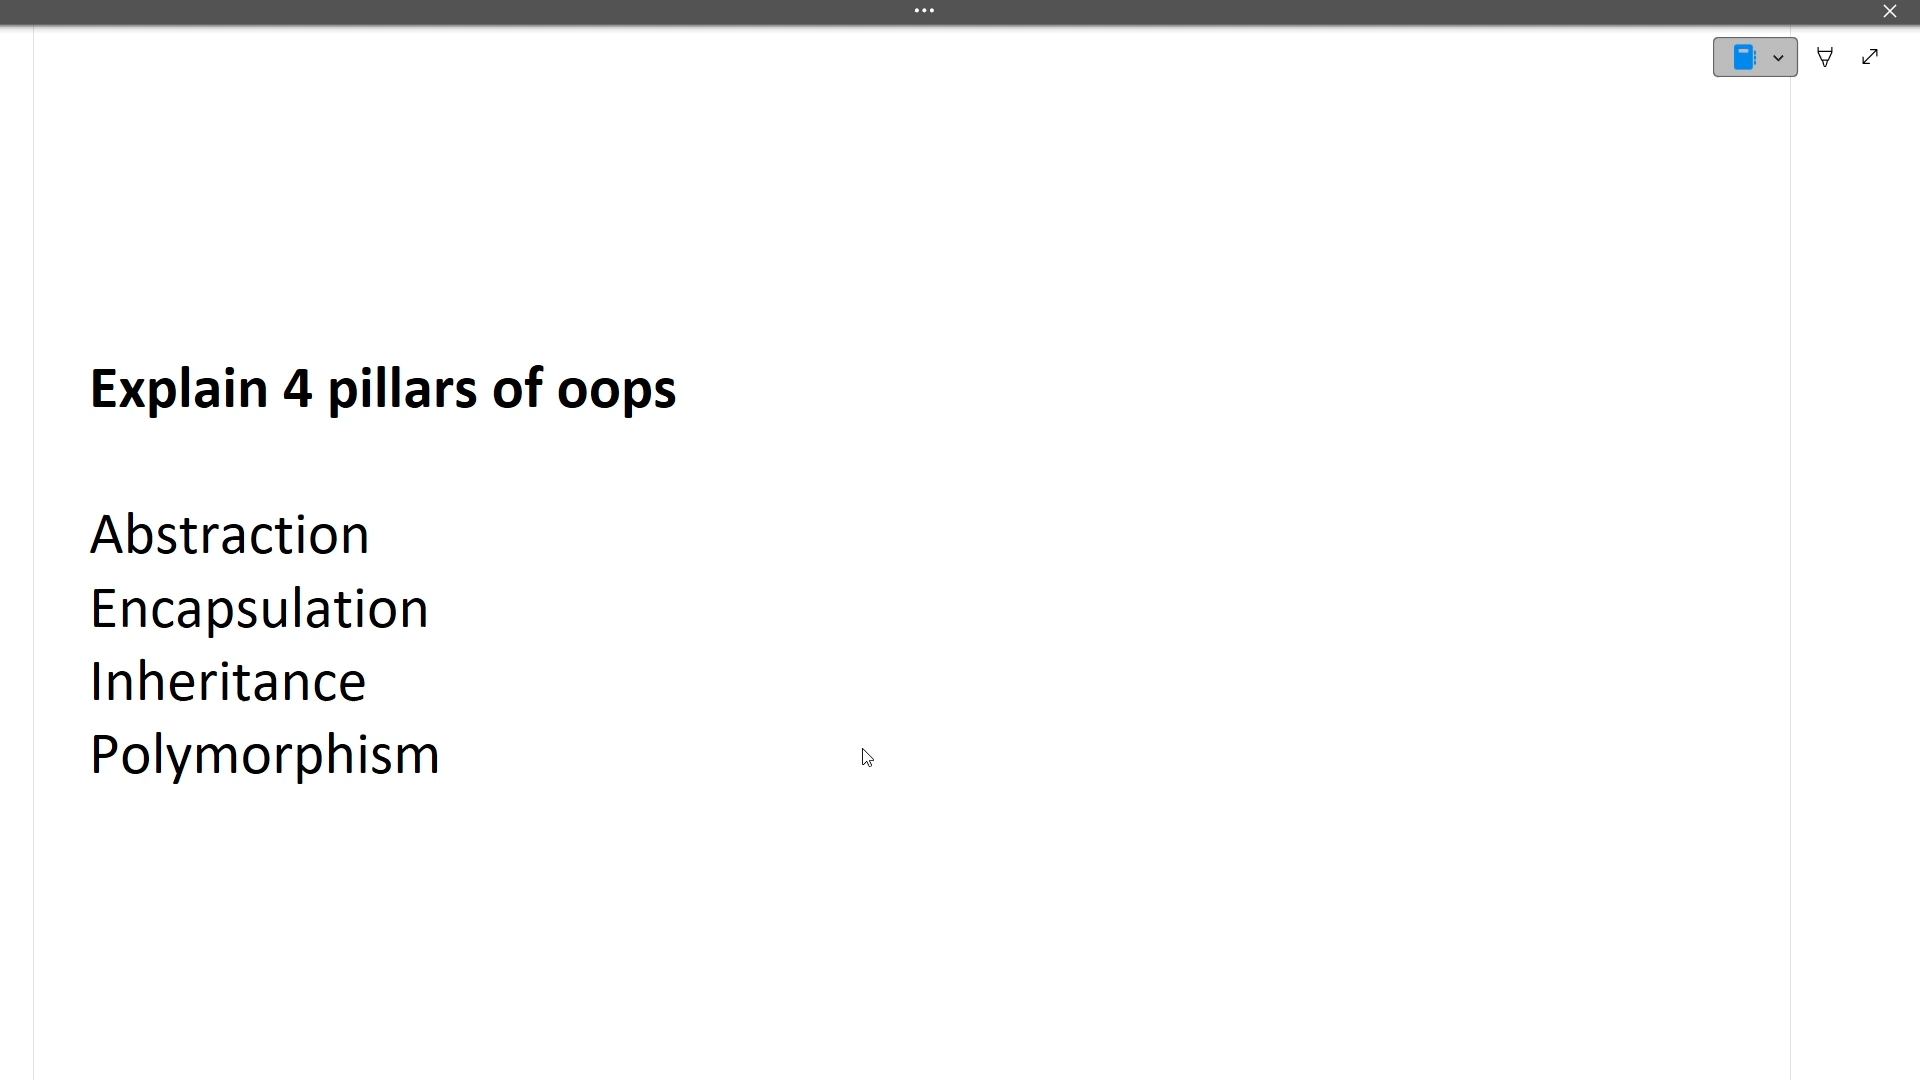 Explain 4 pillars of oops
Abstraction
Encapsulation
Inheritance
Polymorphism